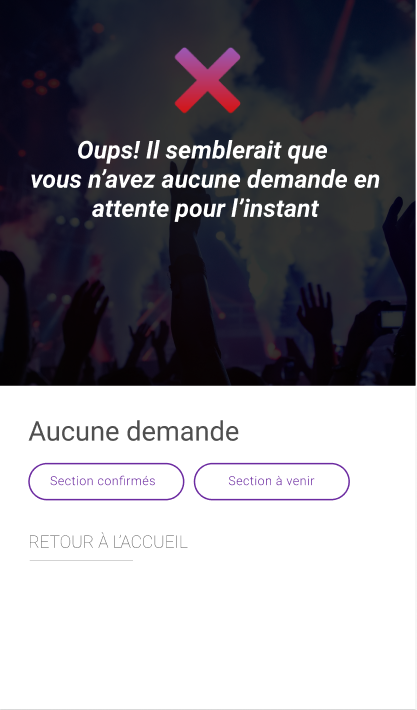 Oups! Il semblerait que
vous n’avez aucune demande en
attente pour l’instant
Aucune demande
Section confirmés
Section à venir
RETOUR À L’ACCUEIL